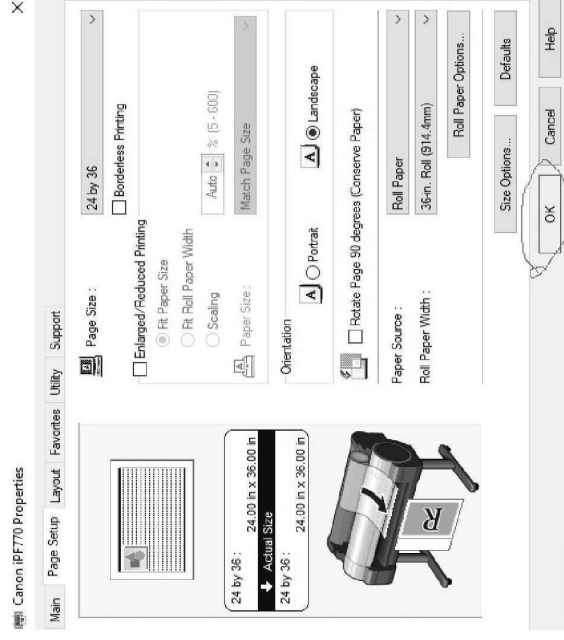 Canon iPF770 Properties
Main Page Setup Layout Favorites Utility Support
24 by 36 :
24.00 in x 36.00 in
Actual Size
24 by 36 :
24.00 in x 36.00 in
R
Page Size :
24 by 36
Borderless Printing
Enlarged/Reduced Printing
Fit Paper Size
Fit Roll Paper Width
Scaling
Auto % (5 - 600)
Paper Size :
Match Page Size
Orientation
A Portrait
A Landscape
Rotate Page 90 degrees (Conserve Paper)
Paper Source :
Roll Paper
Roll Paper Width :
36-in. Roll (914.4mm)
Roll Paper Options...
Size Options...
Defaults
OK
Cancel
Help